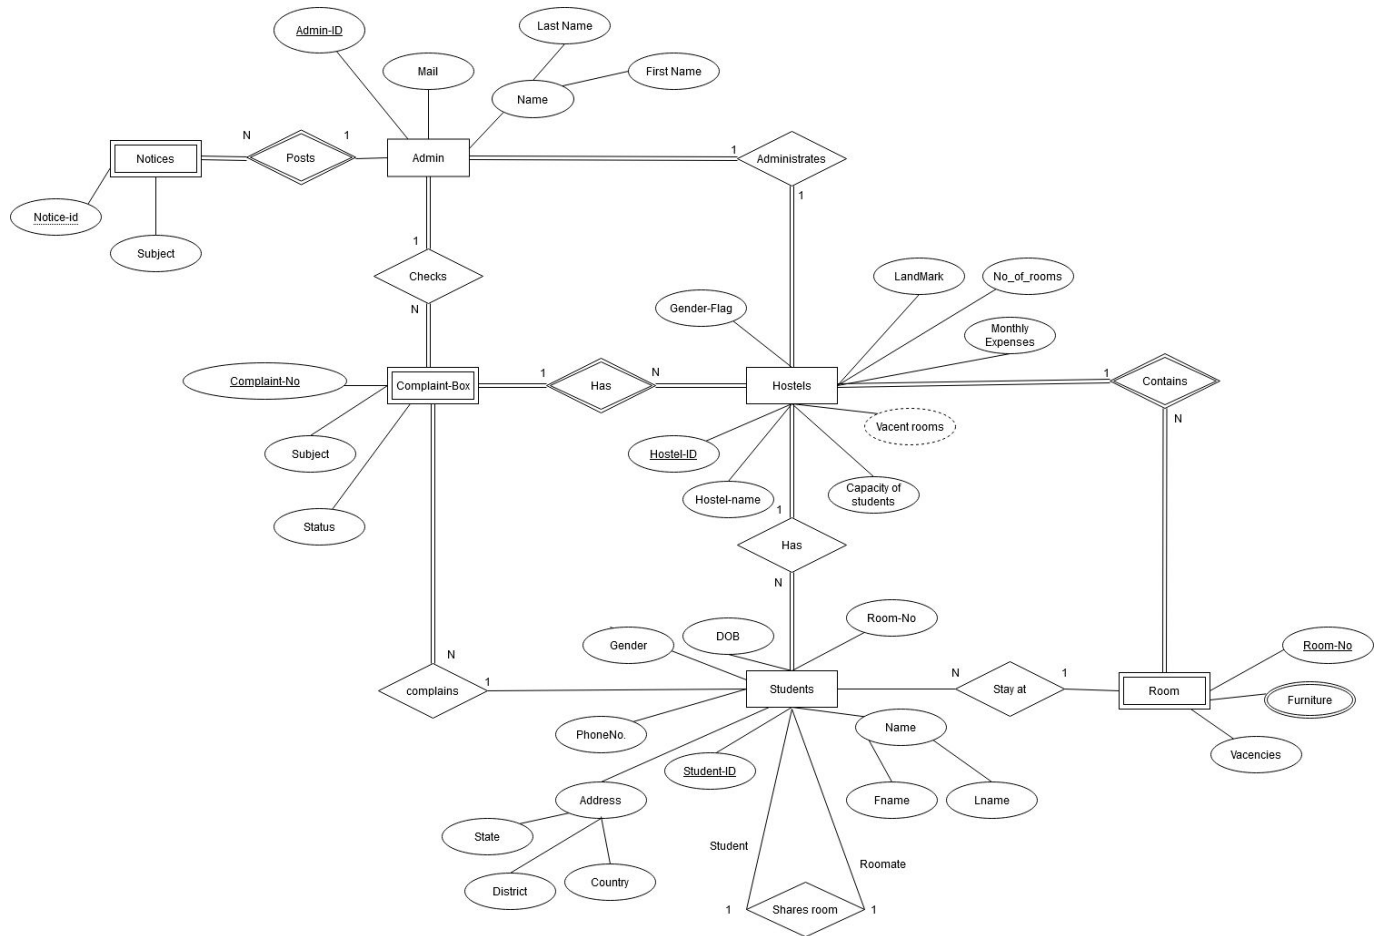 Last Name
Admin-ID
Mail
First Name
Name
N
1
Notices
Posts
Admin
1
Administrates
1
Notice-id
Subject
1
Checks
N
LandMark
No_of_rooms
Gender-Flag
Monthly
Expenses
Complaint-No
Complaint-Box
1
Has
N
Hostels
1
Contains
N
Vacent rooms
Subject
Hostel-ID
Capacity of
students
Hostel-name
Status
1
Has
N
Room-No
DOB
Gender
Room-No
N
complains
1
Students
N
Stay at
1
Room
Furniture
Name
PhoneNo.
Vacancies
Student-ID
Address
Fname
Lname
State
Student
Roomate
Country
District
1
Shares room
1